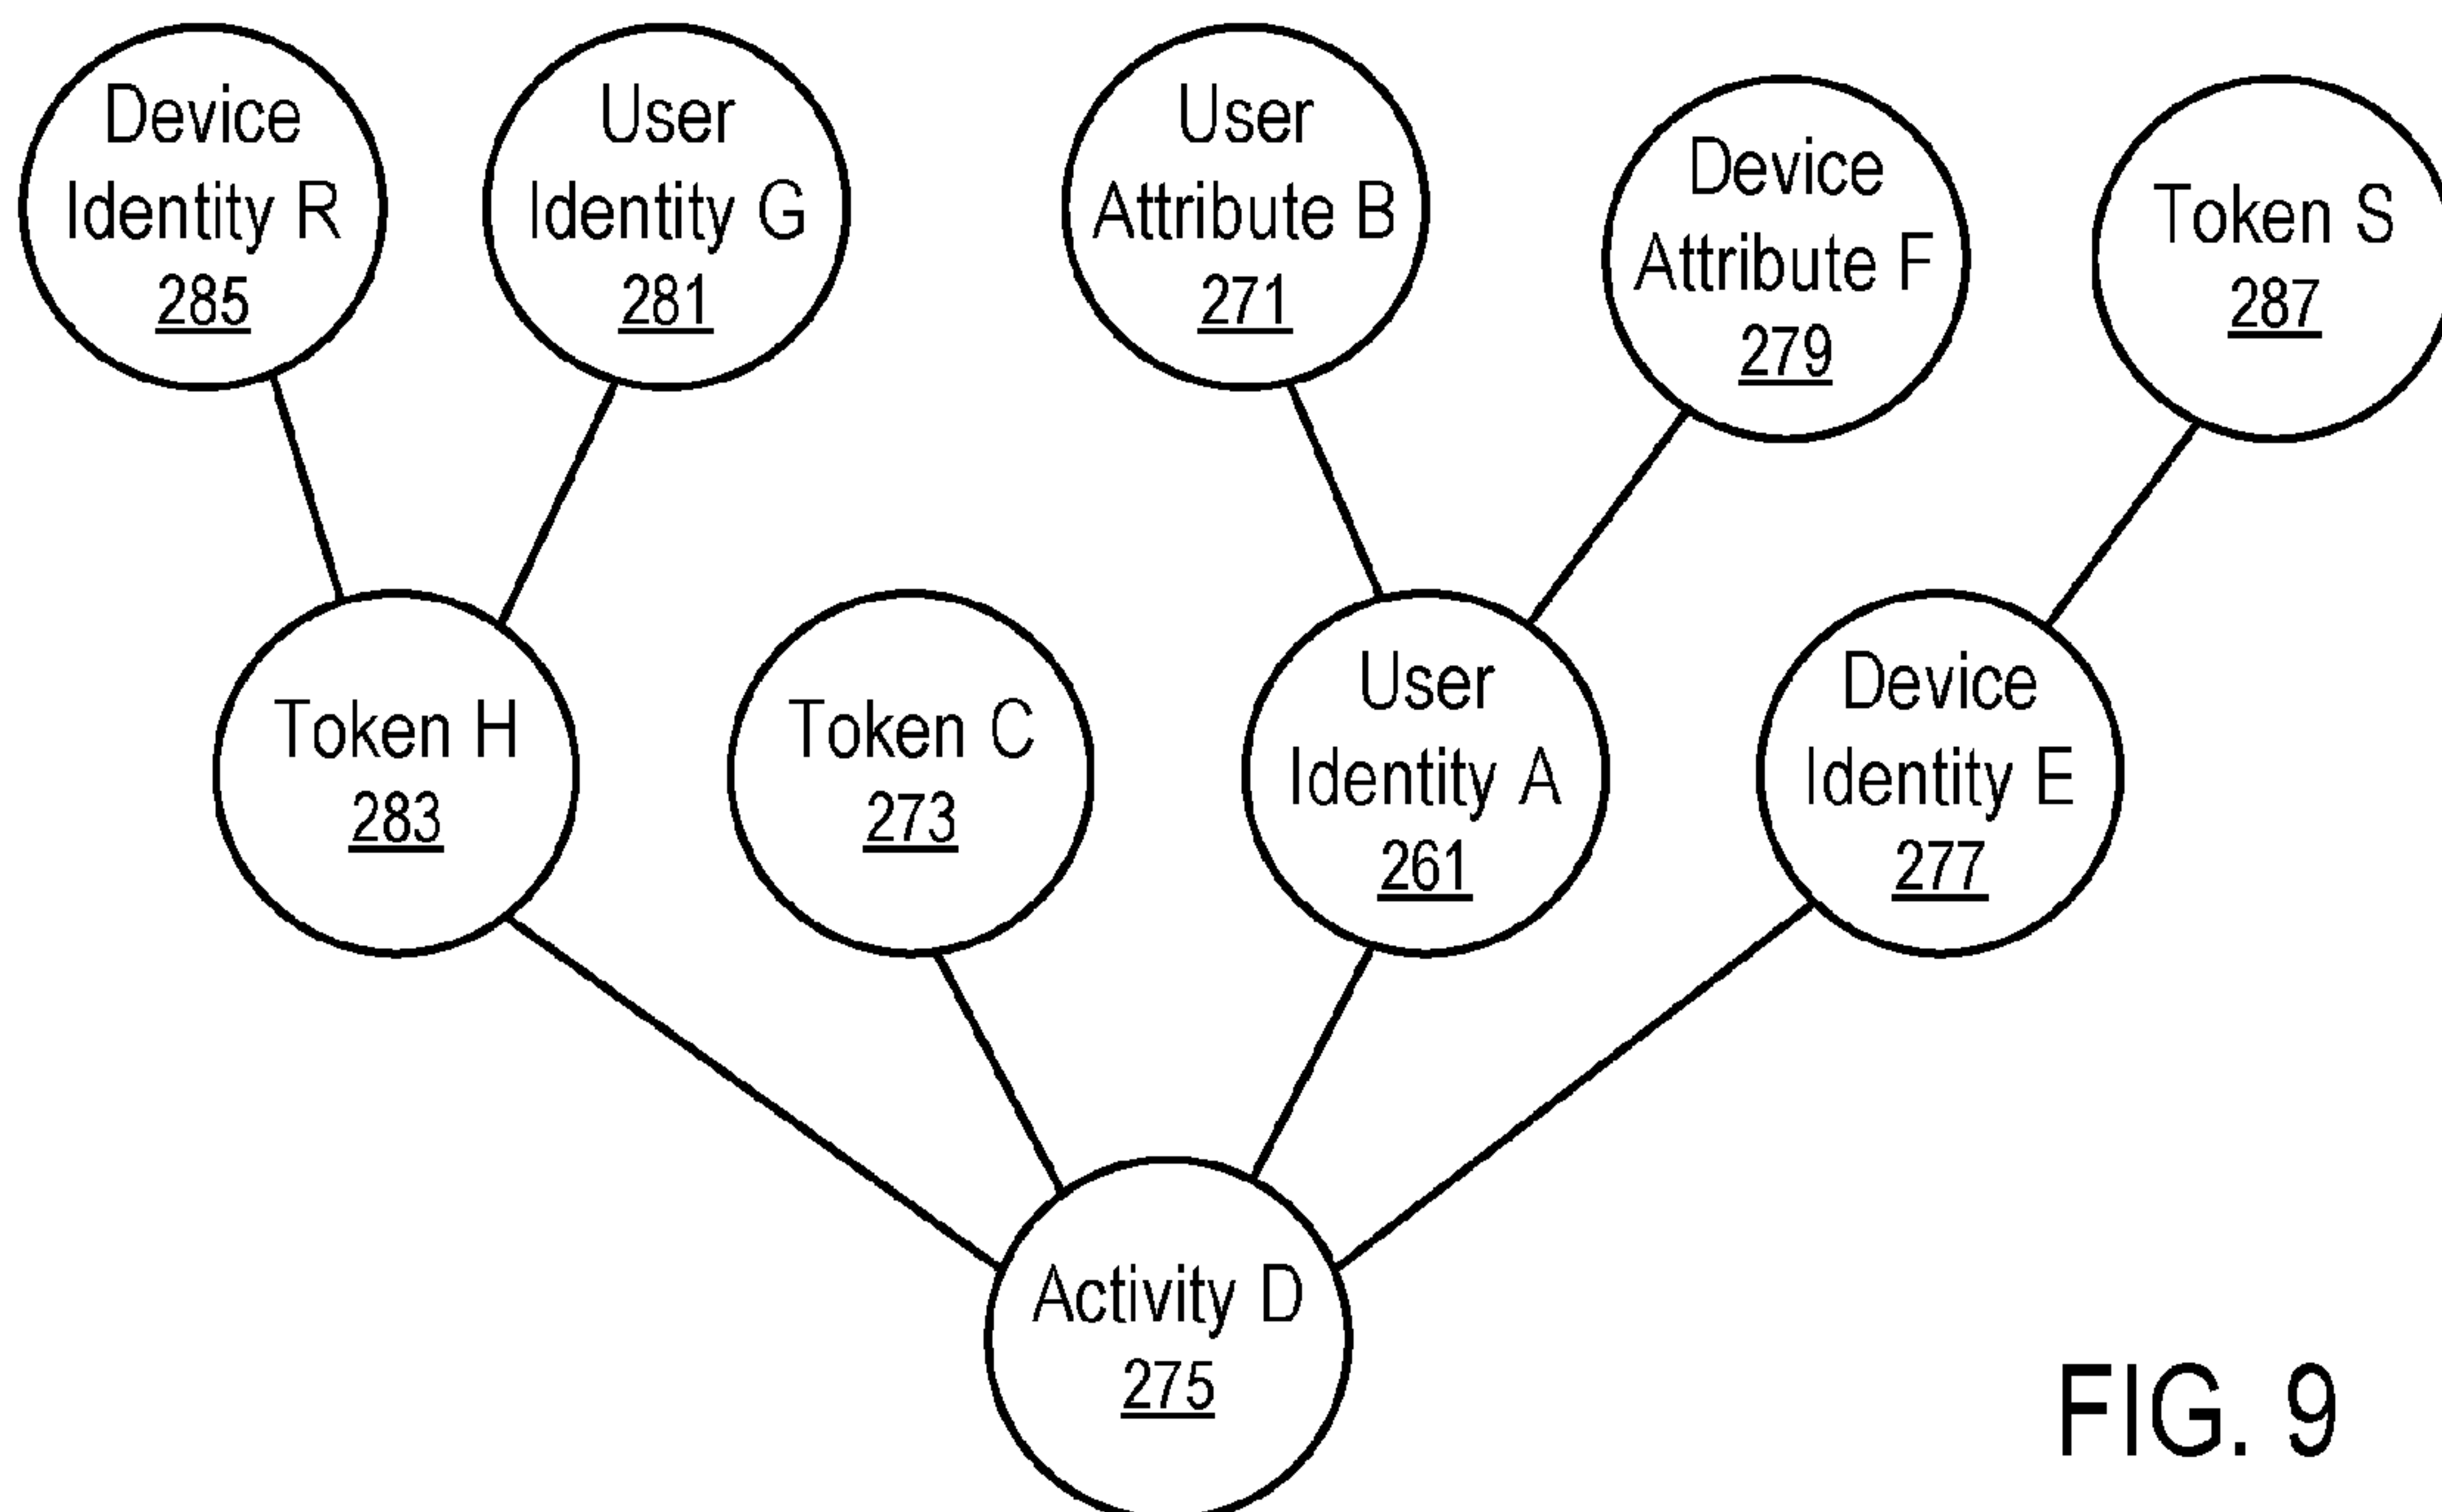 Device
Identity R
285
User
Identity G
281
User
Attribute B
271
Device
Attribute F
279
Token S
287
Token H
283
Token C
273
User
Identity A
261
Device
Identity E
277
Activity D
275
FIG. 9